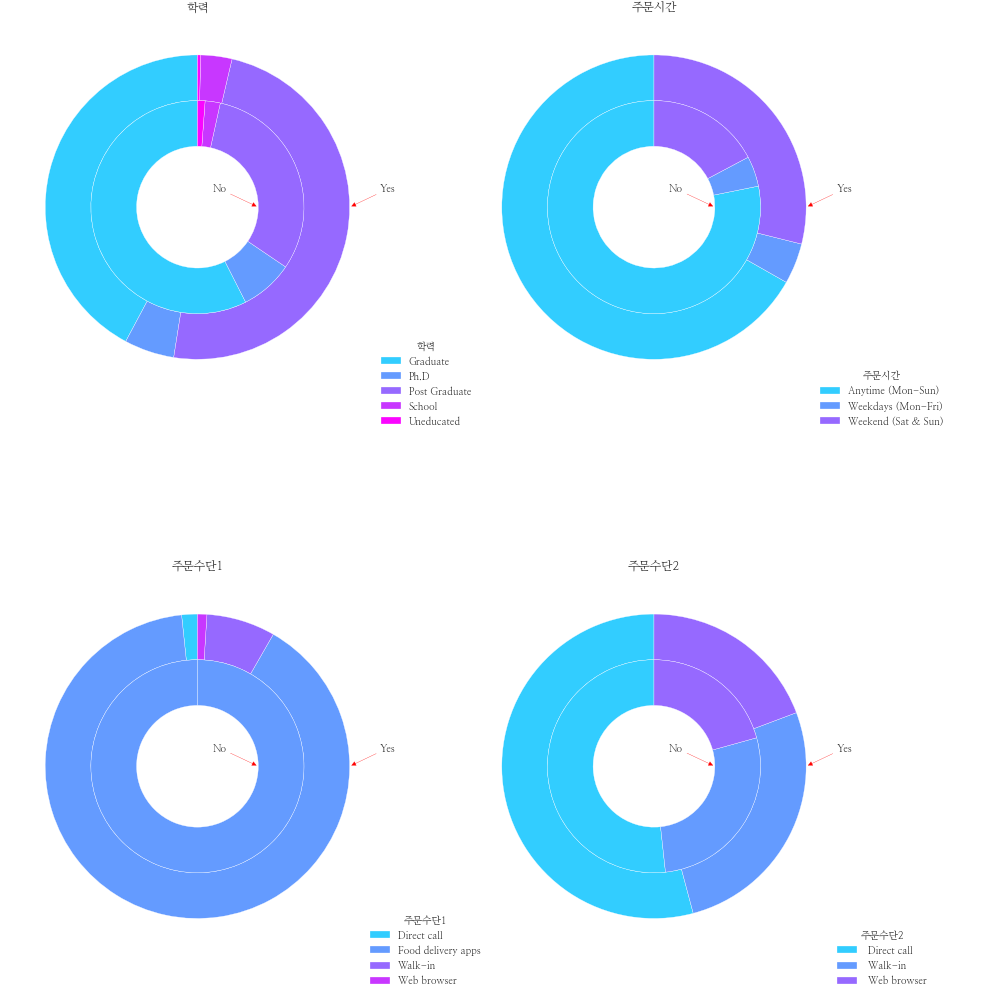 학력
주문시간
No
Yes
No
Yes
학력
Graduate
Ph.D
Post Graduate
School
Uneducated
주문시간
Anytime (Mon-Sun)
Weekdays (Mon-Fri)
Weekend (Sat & Sun)
주문수단1
주문수단2
No
Yes
No
Yes
주문수단1
Direct call
Food delivery apps
Walk-in
Web browser
주문수단2
Direct call
Walk-in
Web browser